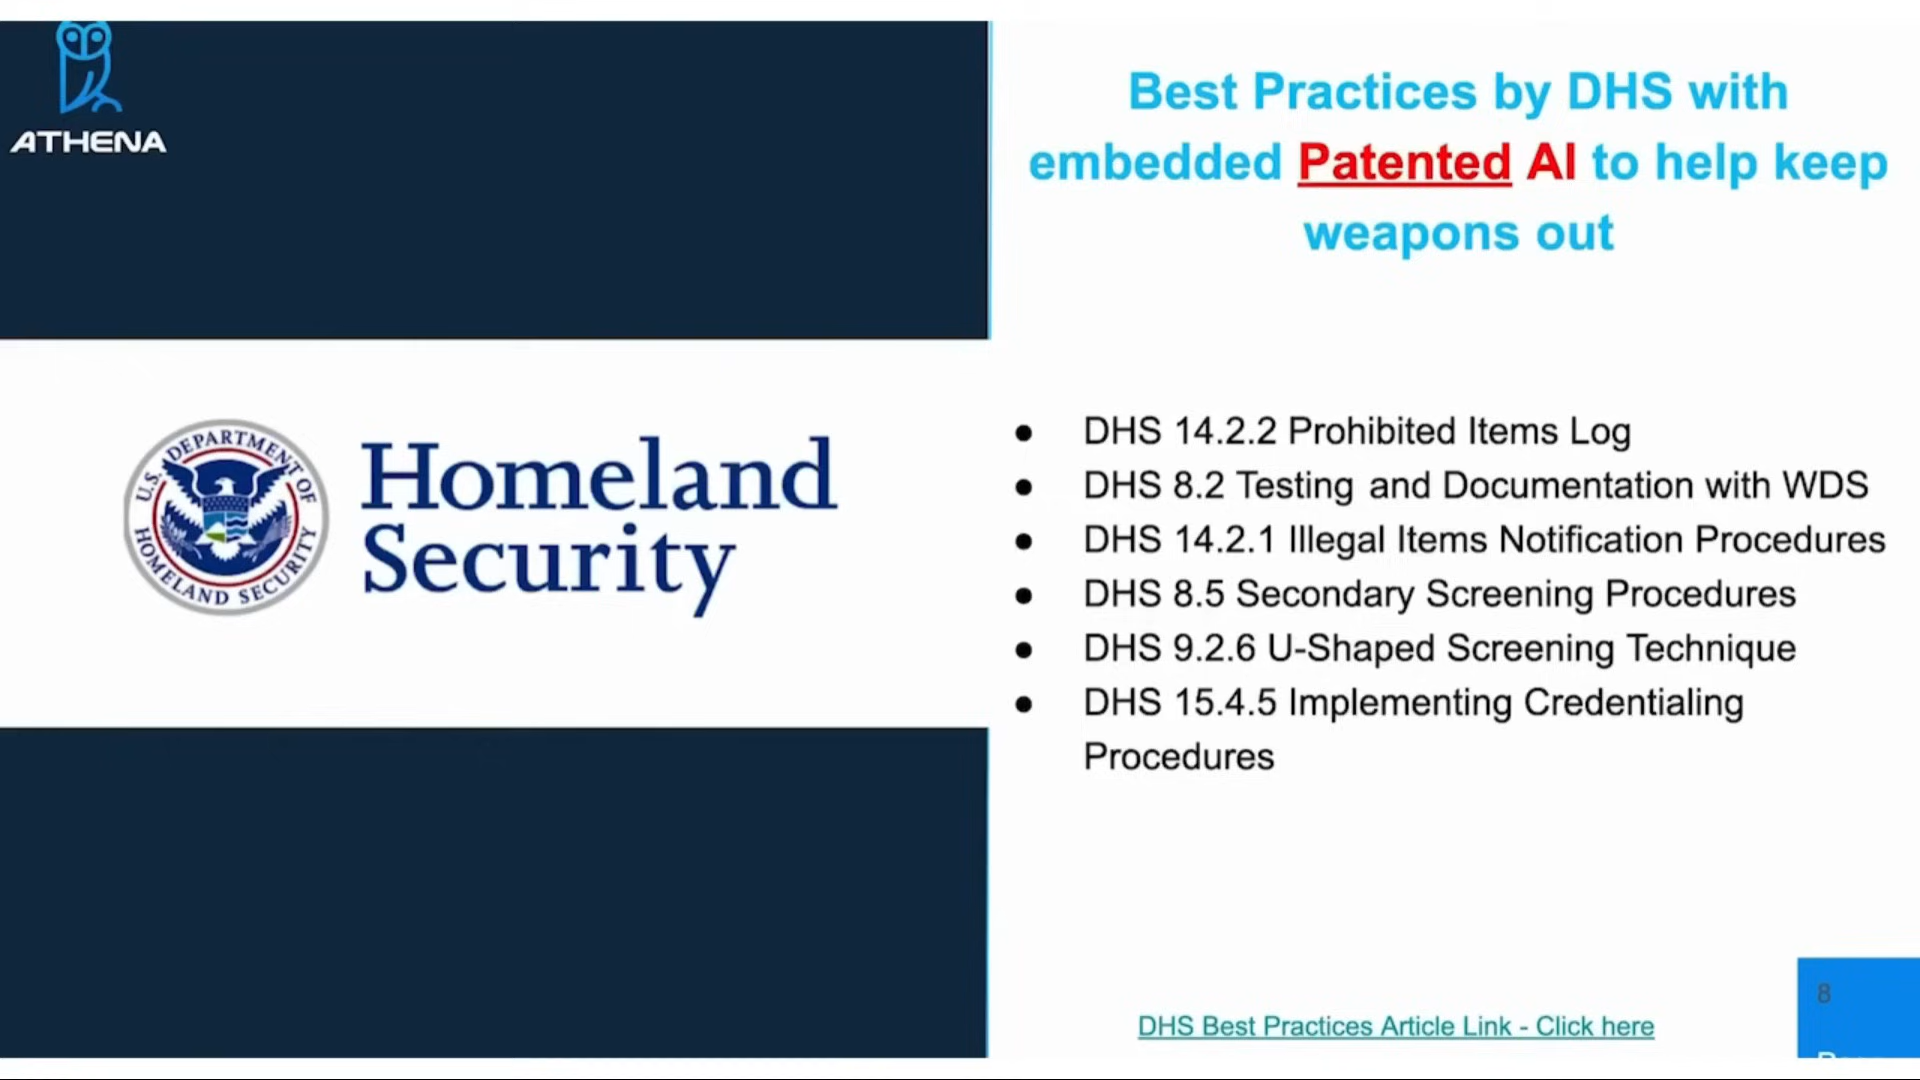 ATHENA
Best Practices by DHS with
embedded Patented AI to help keep
weapons out
U.S. DEPARTMENT OF
HOMELAND SECURITY
Homeland
Security
DHS 14.2.2 Prohibited Items Log
DHS 8.2 Testing and Documentation with WDS
DHS 14.2.1 Illegal Items Notification Procedures
DHS 8.5 Secondary Screening Procedures
DHS 9.2.6 U-Shaped Screening Technique
DHS 15.4.5 Implementing Credentialing
Procedures
DHS Best Practices Article Link - Click here
8